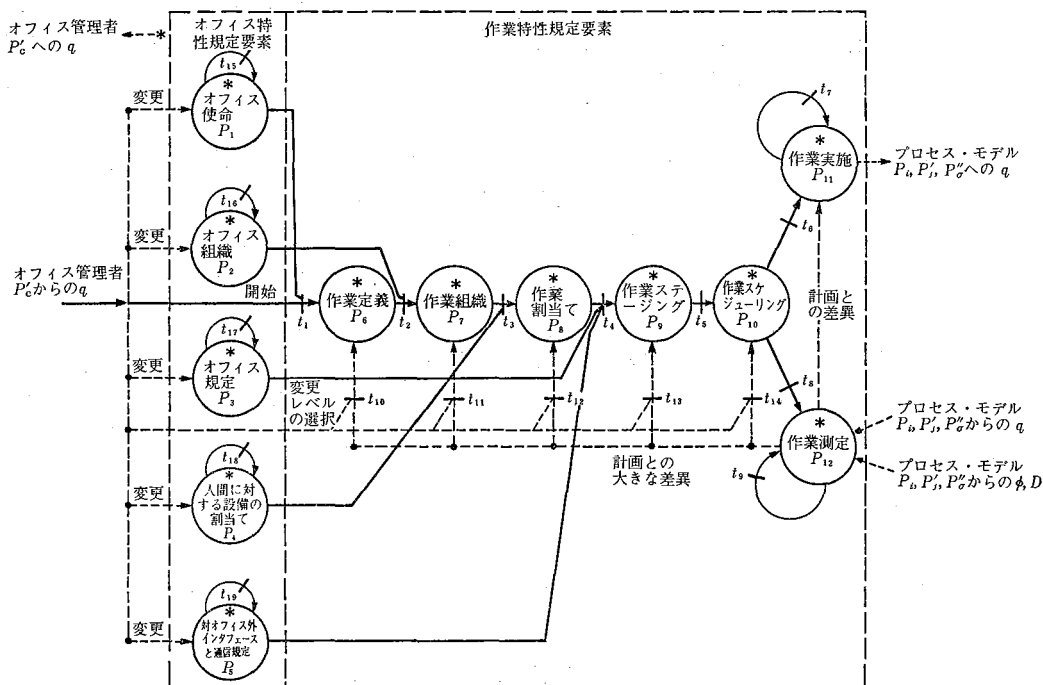 オフィス管理者
P′c への q
*
オフィス特
性規定要素
作業特性規定要素
変更
t15
*
オフィス
使命
P1
変更
t16
*
オフィス
組織
P2
オフィス管理者
P′cからのq
開始
t1
*
作業定義
P6
t2
*
作業組織
P7
t3
*
作業
割当て
P8
t4
*
作業ステ
ージング
P9
t5
*
作業スケ
ジューリング
P10
t6
t7
*
作業実施
P11
プロセス・モデル
Pi, P′j, P″σへの q
計画と
の差異
t8
変更
t17
*
オフィス
規定
P3
変更
レベル
の選択
t10
t11
t12
t13
t14
*
作業測定
P12
t9
プロセス・モデル
Pi, P′j, P″σからの q
プロセス・モデル
Pi, P′j, P″σからのφ, D
計画との
大きな差異
変更
t18
*
人間に対
する設備の
割当て
P4
変更
t19
*
対オフィス外
インタフェース
と通信規定
P5